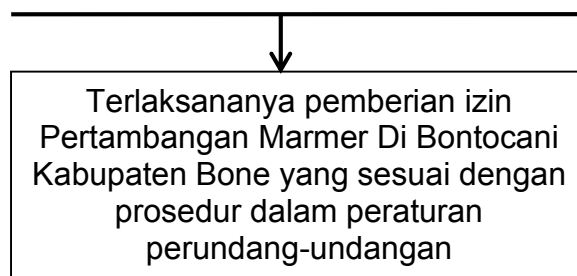 Terlaksananya pemberian izin
Pertambangan Marmer Di Bontocani
Kabupaten Bone yang sesuai dengan
prosedur dalam peraturan
perundang-undangan